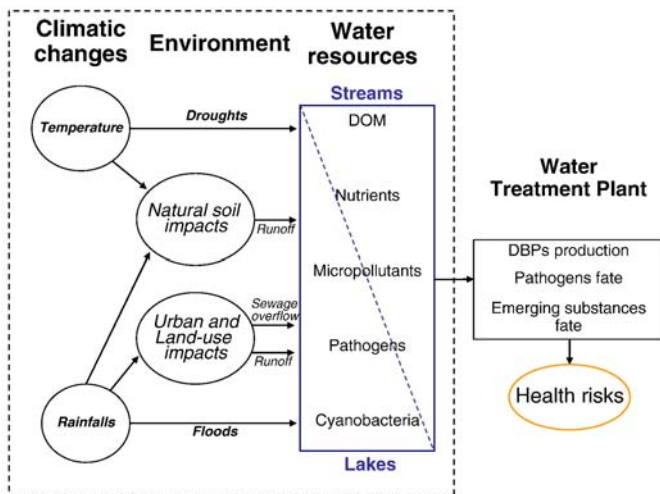 Climatic
changes
Environment
Water
resources
Streams
Temperature
Droughts
DOM
Natural soil
impacts
Runoff
Nutrients
Micropollutants
Urban and
Land-use
impacts
Sewage
overflow
Runoff
Pathogens
Rainfalls
Floods
Cyanobacteria
Lakes
Water
Treatment Plant
DBPs production
Pathogens fate
Emerging substances
fate
Health risks